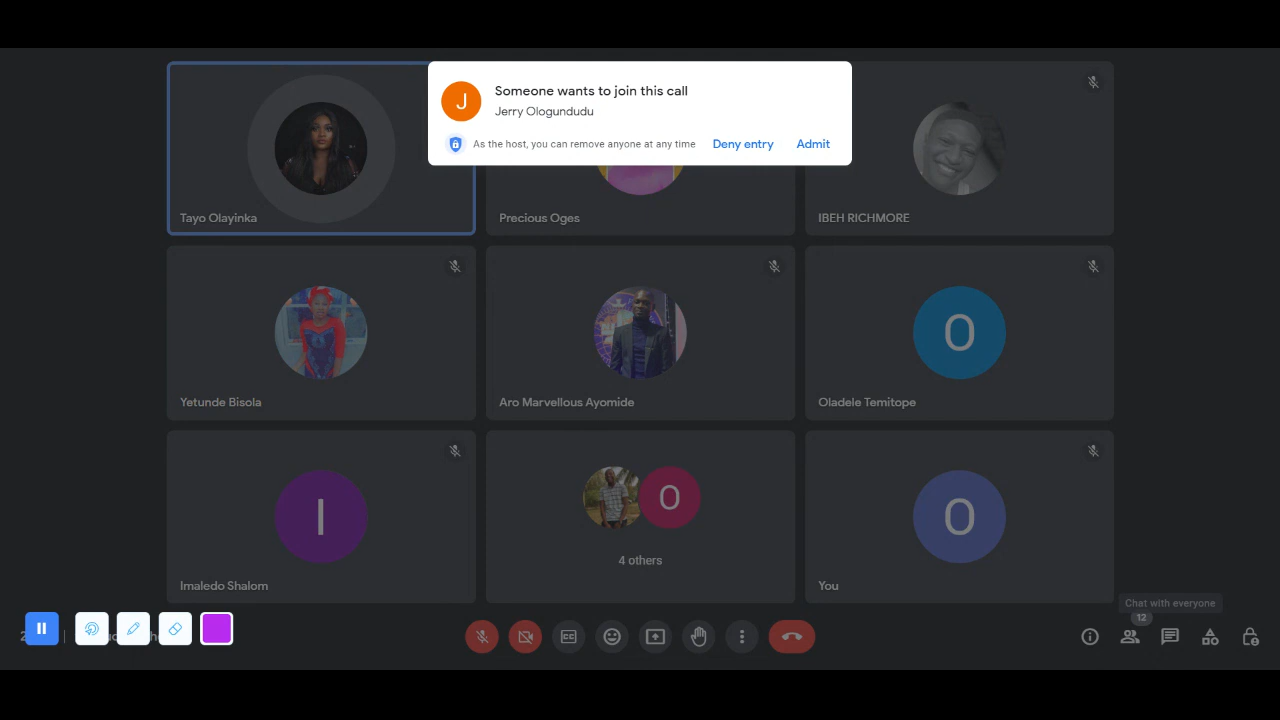 Someone wants to join this call
J
Jerry Ologundudu
As the host, you can remove anyone at any time
Deny entry
Admit
Tayo Olayinka
Precious Oges
IBEH RICHMORE
O
Yetunde Bisola
Aro Marvellous Ayomide
Oladele Temitope
I
O
O
4 others
Imaledo Shalom
You
Chat with everyone
12
CC